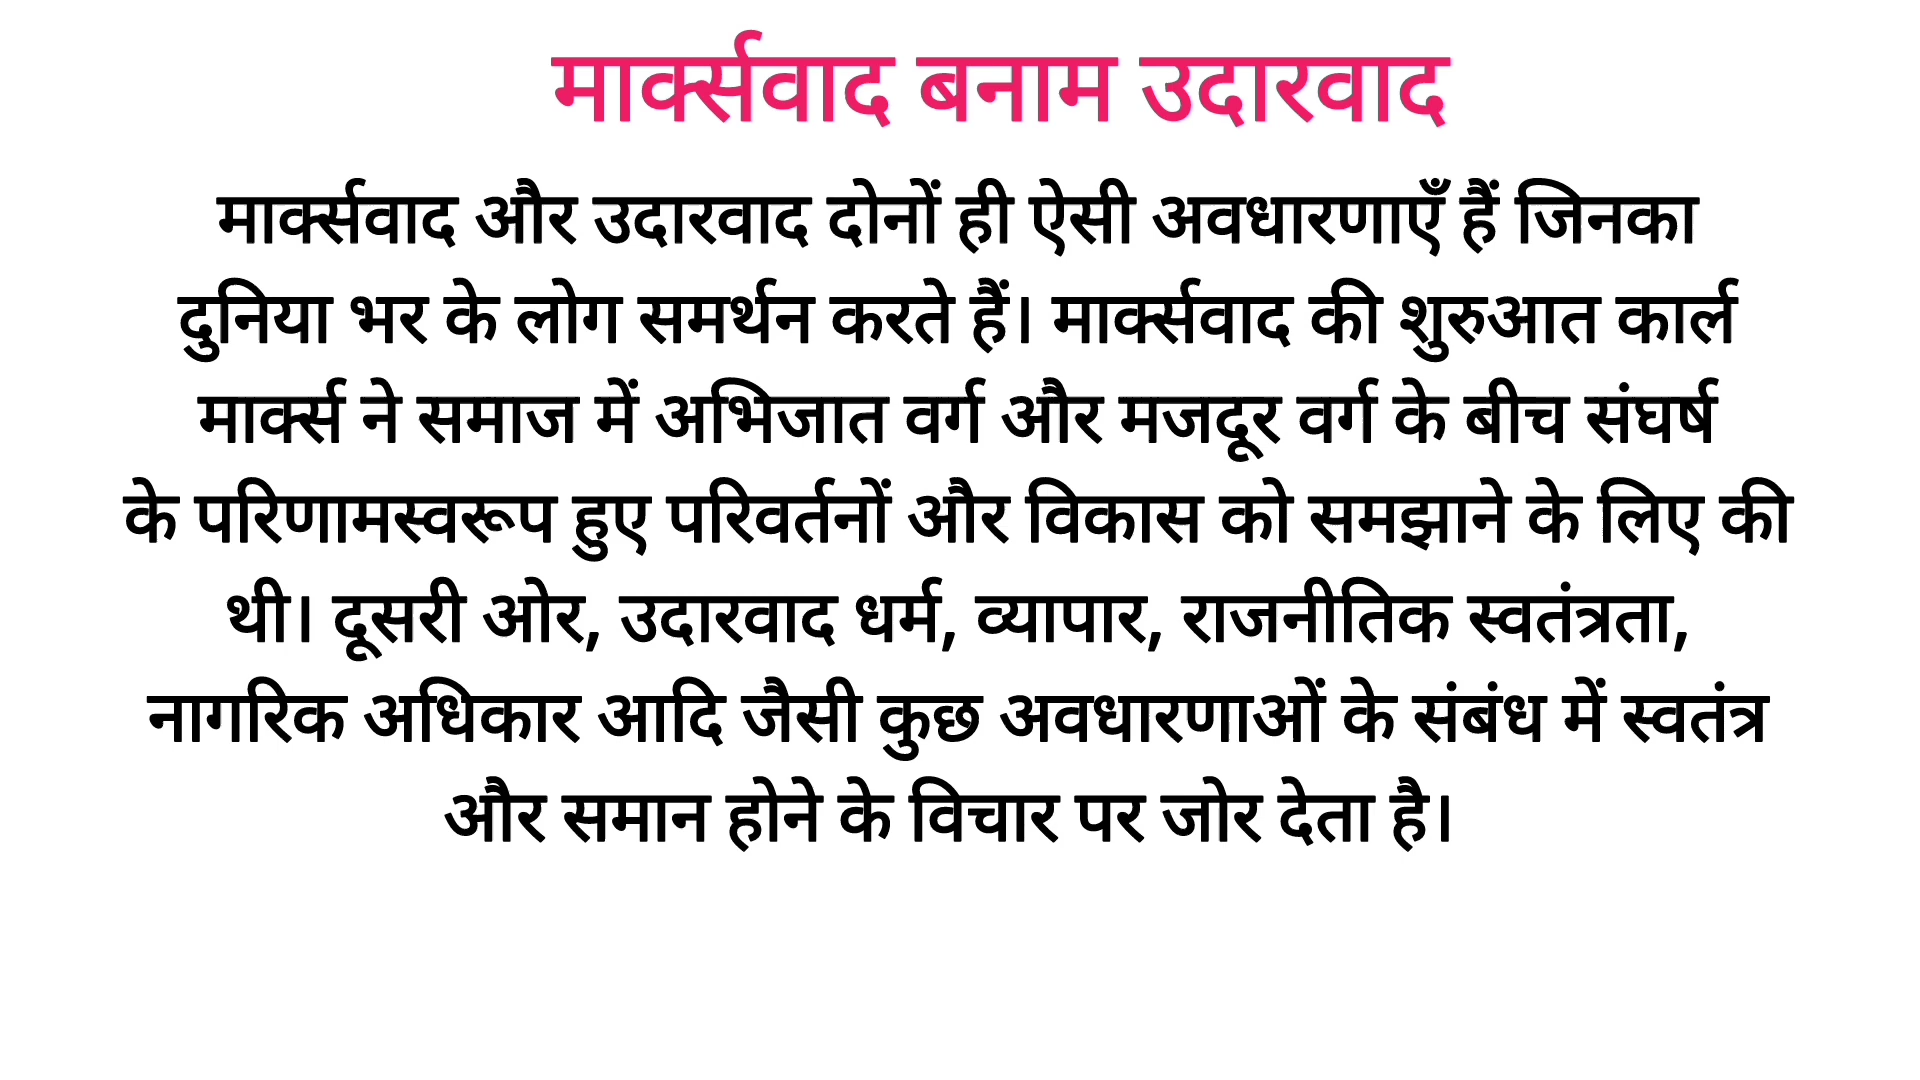 मार्क्सवाद बनाम उदारवाद
मार्क्सवाद और उदारवाद दोनों ही ऐसी अवधारणाएँ हैं जिनका
दुनिया भर के लोग समर्थन करते हैं। मार्क्सवाद की शुरुआत कार्ल
मार्क्स ने समाज में अभिजात वर्ग और मजदूर वर्ग के बीच संघर्ष
के परिणामस्वरूप हुए परिवर्तनों और विकास को समझाने के लिए की
थी। दूसरी ओर, उदारवाद धर्म, व्यापार, राजनीतिक स्वतंत्रता,
नागरिक अधिकार आदि जैसी कुछ अवधारणाओं के संबंध में स्वतंत्र
और समान होने के विचार पर जोर देता है।